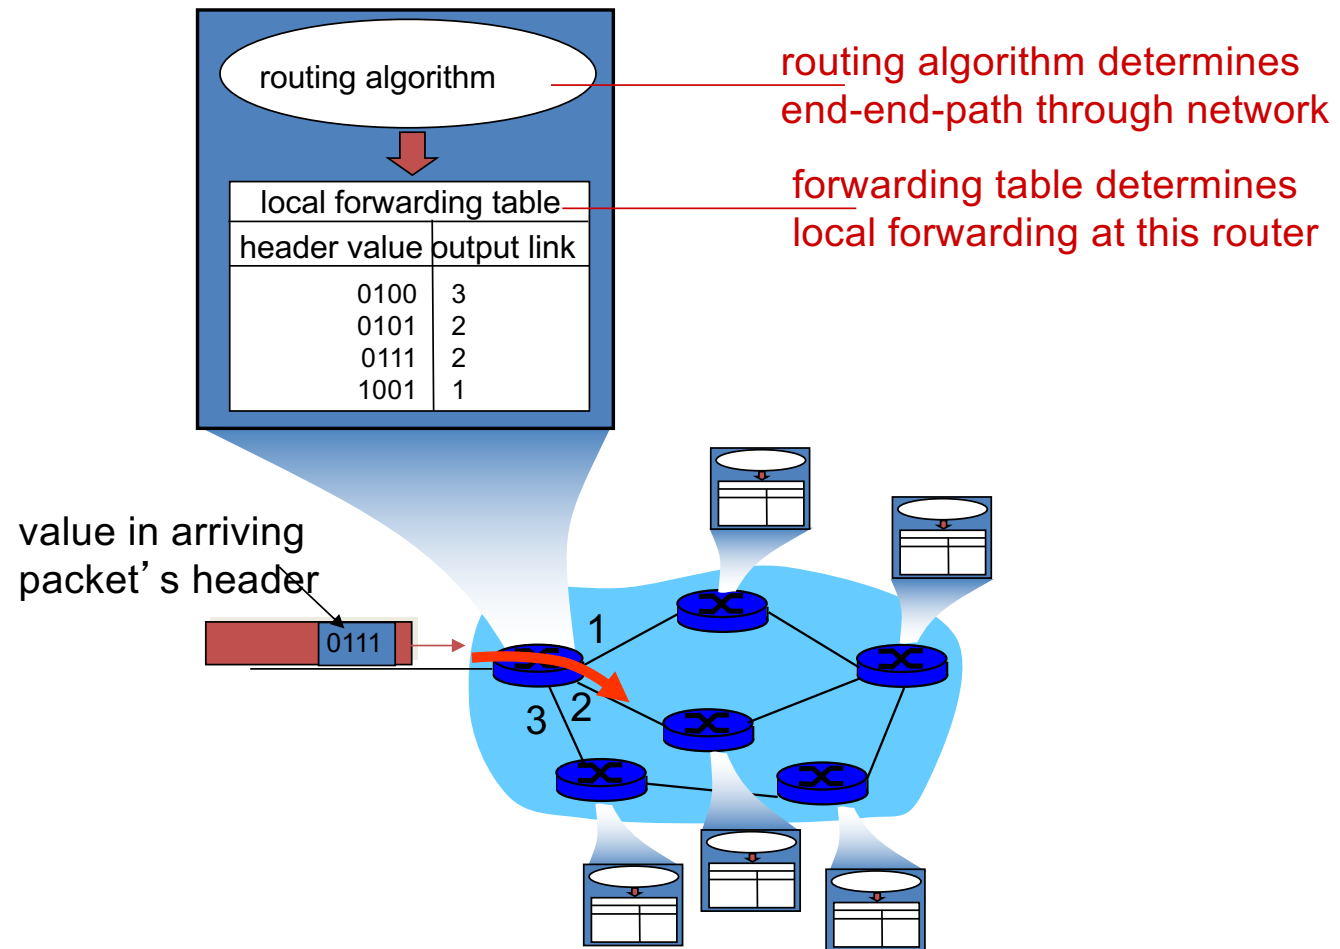 routing algorithm
routing algorithm determines
end-end-path through network
local forwarding table
forwarding table determines
local forwarding at this router
header value output link
0100 3
0101 2
0111 2
1001 1
value in arriving
packet’s header
0111
1
2
3